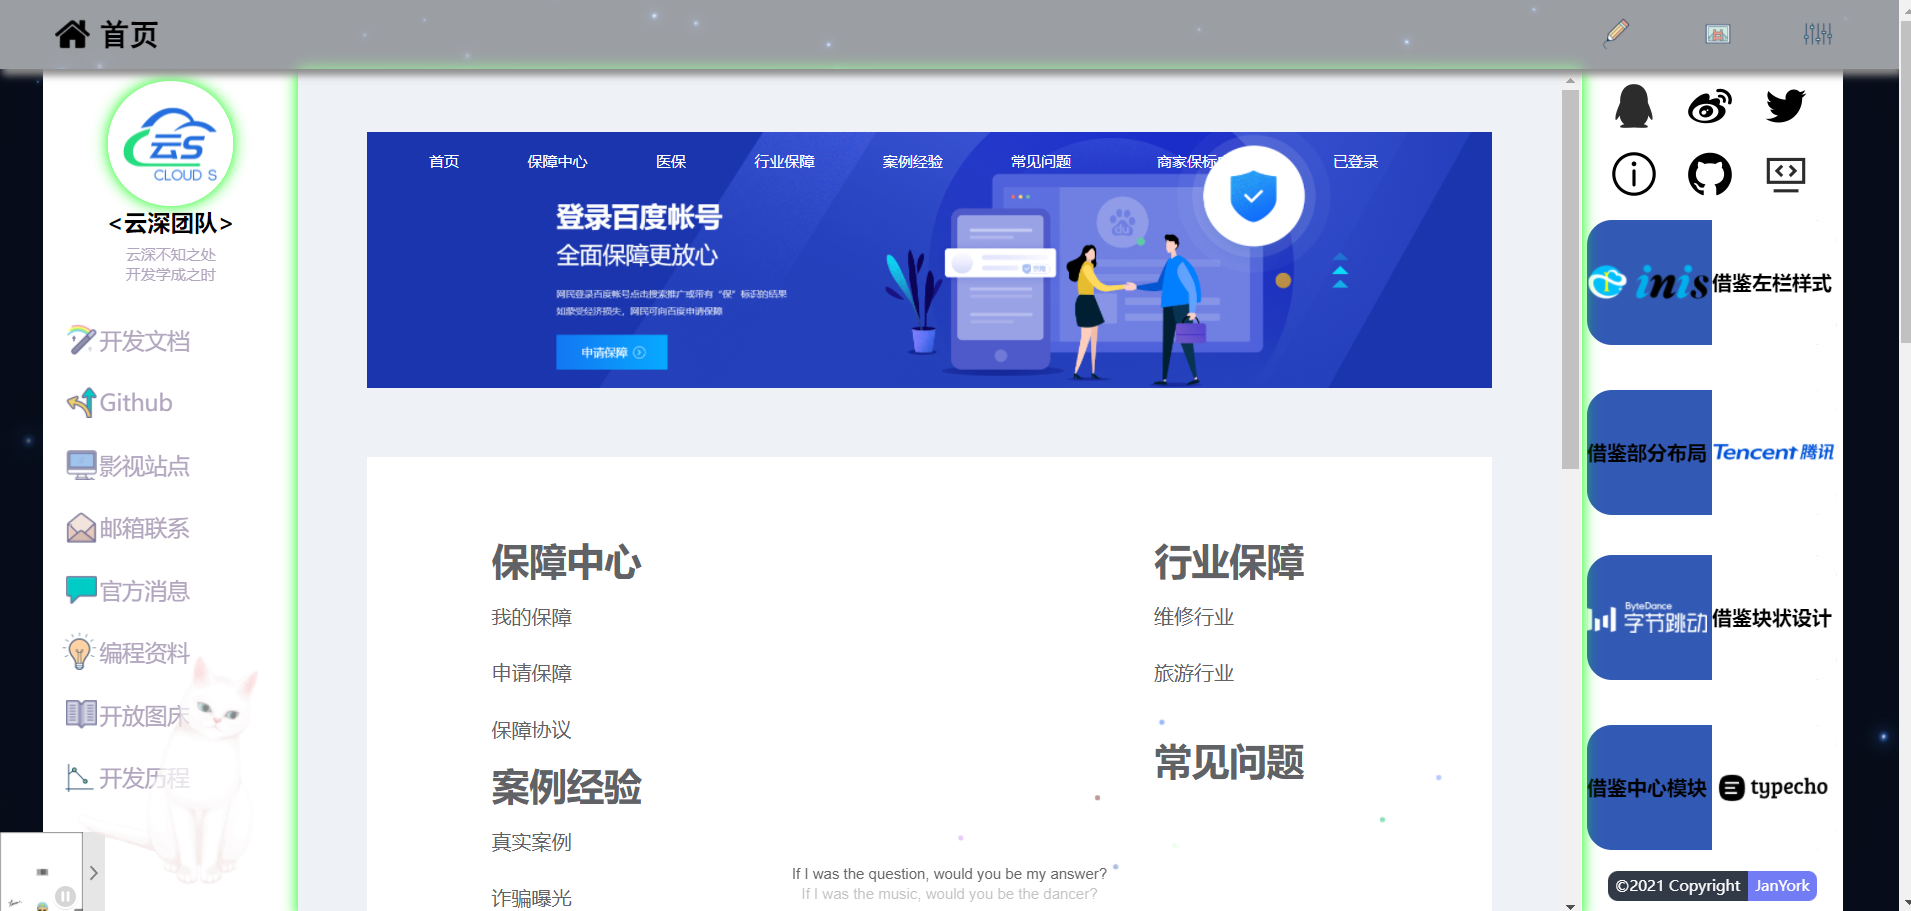 首页
云S
CLOUD S
<云深团队>
云深不知之处
开发学成之时
开发文档
Github
影视站点
邮箱联系
官方消息
编程资料
开放图床
开发历程
首页 保障中心 医保 行业保障 案例经验 常见问题 商家保标 已登录
登录百度帐号
全面保障更放心
网民登录百度帐号点击搜索推广或带有“保”标识的结果
如蒙受经济损失，网民可向百度申请保障
申请保障
du
保障中心
我的保障
申请保障
保障协议
案例经验
真实案例
诈骗曝光
行业保障
维修行业
旅游行业
常见问题
If I was the question, would you be my answer?
If I was the music, would you be the dancer?
inis 借鉴左栏样式
借鉴部分布局 Tencent 腾讯
ByteDance
字节跳动 借鉴块状设计
借鉴中心模块 typecho
©2021 Copyright JanYork